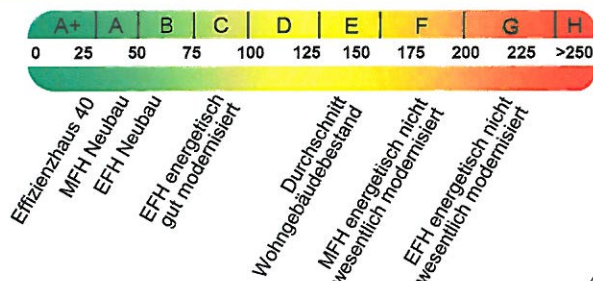 A+ A B C D E F G H
0 25 50 75 100 125 150 175 200 225 >250
Effizienzhaus 40
MFH Neubau
EFH Neubau
EFH energetisch
gut modernisiert
Durchschnitt
Wohngebäudebestand
MFH energetisch nicht
wesentlich modernisiert
EFH energetisch nicht
wesentlich modernisiert